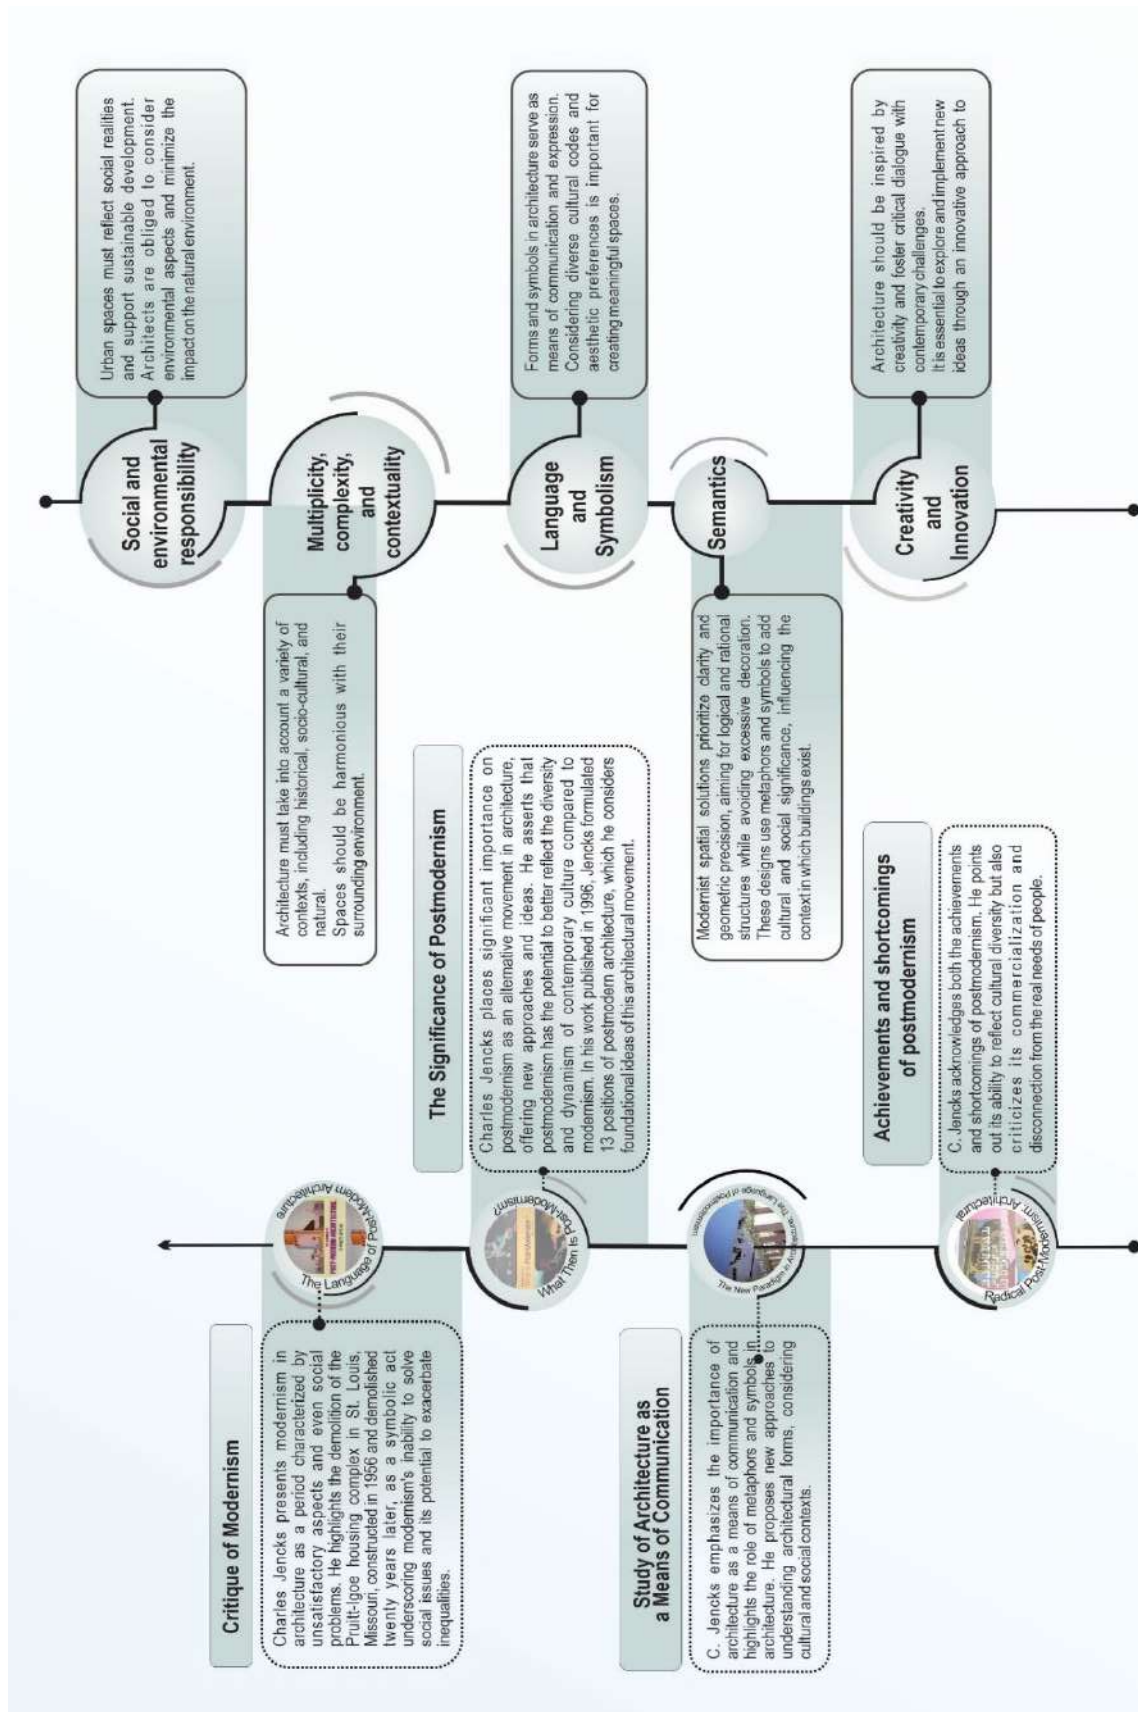 Critique of Modernism
Charles Jencks presents modernism in
architecture as a period characterized by
unsatisfactory aspects and even social
problems. He highlights the demolition of the
Pruitt-Igoe housing complex in St. Louis,
Missouri, constructed in 1956 and demolished
twenty years later, as a symbolic act
underscoring modernism's inability to solve
social issues and its potential to exacerbate
inequalities.
The Language of Post-Modern Architecture
POST-MODERN ARCHITECTURE
The Significance of Postmodernism
Charles Jencks places significant importance on
postmodernism as an alternative movement in architecture,
offering new approaches and ideas. He asserts that
postmodernism has the potential to better reflect the diversity
and dynamism of contemporary culture compared to
modernism. In his work published in 1996, Jencks formulated
13 positions of postmodern architecture, which he considers
foundational ideas of this architectural movement.
What Then Is Post-Modernism?
Study of Architecture as
a Means of Communication
C. Jencks emphasizes the importance of
architecture as a means of communication and
highlights the role of metaphors and symbols in
architecture. He proposes new approaches to
understanding architectural forms, considering
cultural and social contexts.
The New Paradigm in Architecture, The Language of Postmodernism
Achievements and shortcomings
of postmodernism
C. Jencks acknowledges both the achievements
and shortcomings of postmodernism. He points
out its ability to reflect cultural diversity but also
criticizes its commercialization and
disconnection from the real needs of people.
Radical Post-Modernism: Architectural
Social and
environmental
responsibility
Urban spaces must reflect social realities
and support sustainable development.
Architects are obliged to consider
environmental aspects and minimize the
impact on the natural environment.
Multiplicity,
complexity,
and
contextuality
Architecture must take into account a variety of
contexts, including historical, socio-cultural, and
natural.
Spaces should be harmonious with their
surrounding environment.
Language
and
Symbolism
Forms and symbols in architecture serve as
means of communication and expression.
Considering diverse cultural codes and
aesthetic preferences is important for
creating meaningful spaces.
Semantics
Modernist spatial solutions prioritize clarity and
geometric precision, aiming for logical and rational
structures while avoiding excessive decoration.
These designs use metaphors and symbols to add
cultural and social significance, influencing the
context in which buildings exist.
Creativity
and
Innovation
Architecture should be inspired by
creativity and foster critical dialogue with
contemporary challenges.
It is essential to explore and implement new
ideas through an innovative approach to